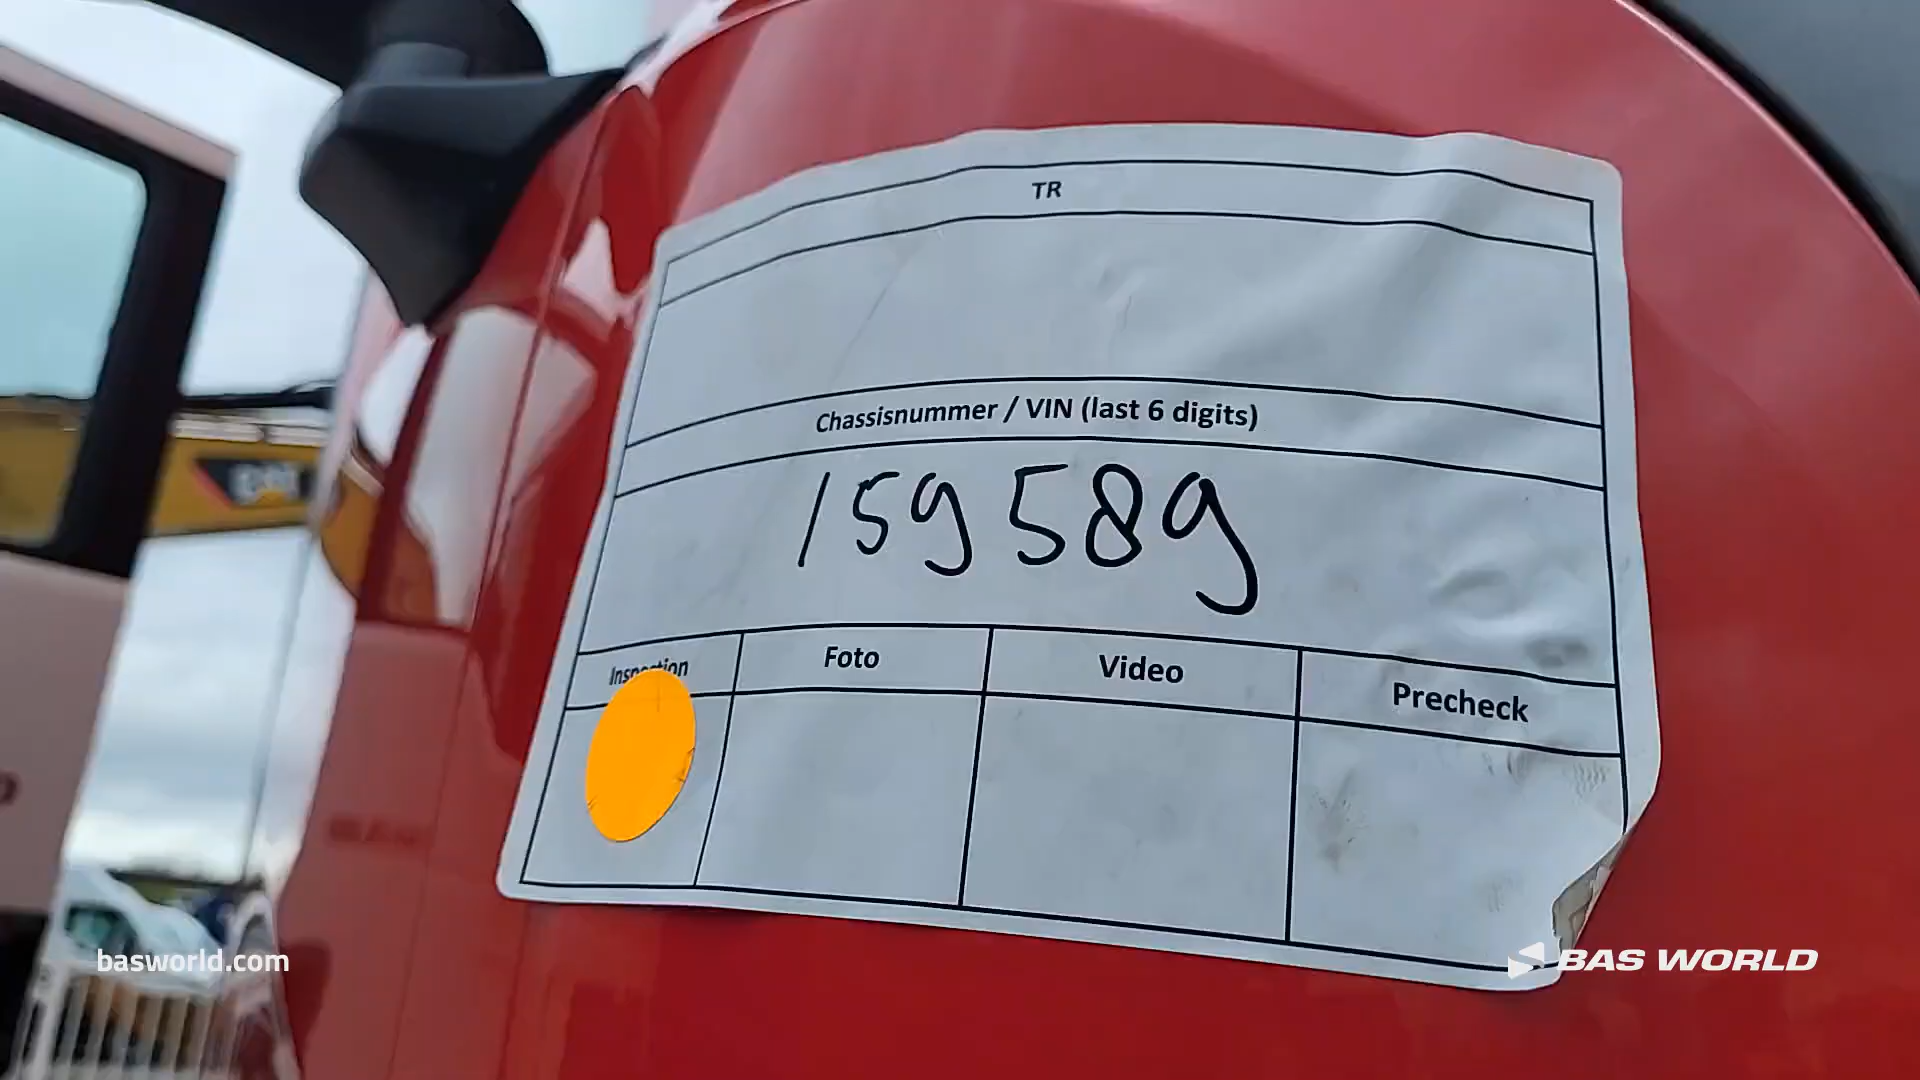 TR
Chassisnummer / VIN (last 6 digits)
159589
Inspection
Foto
Video
Precheck
basworld.com
BAS WORLD